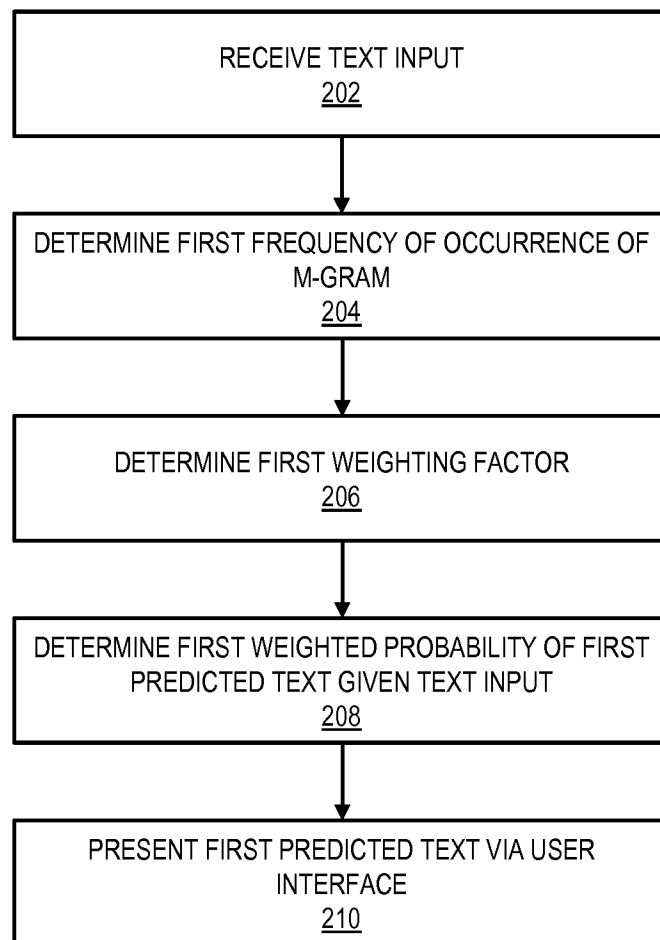 RECEIVE TEXT INPUT
202
DETERMINE FIRST FREQUENCY OF OCCURRENCE OF
M-GRAM
204
DETERMINE FIRST WEIGHTING FACTOR
206
DETERMINE FIRST WEIGHTED PROBABILITY OF FIRST
PREDICTED TEXT GIVEN TEXT INPUT
208
PRESENT FIRST PREDICTED TEXT VIA USER
INTERFACE
210